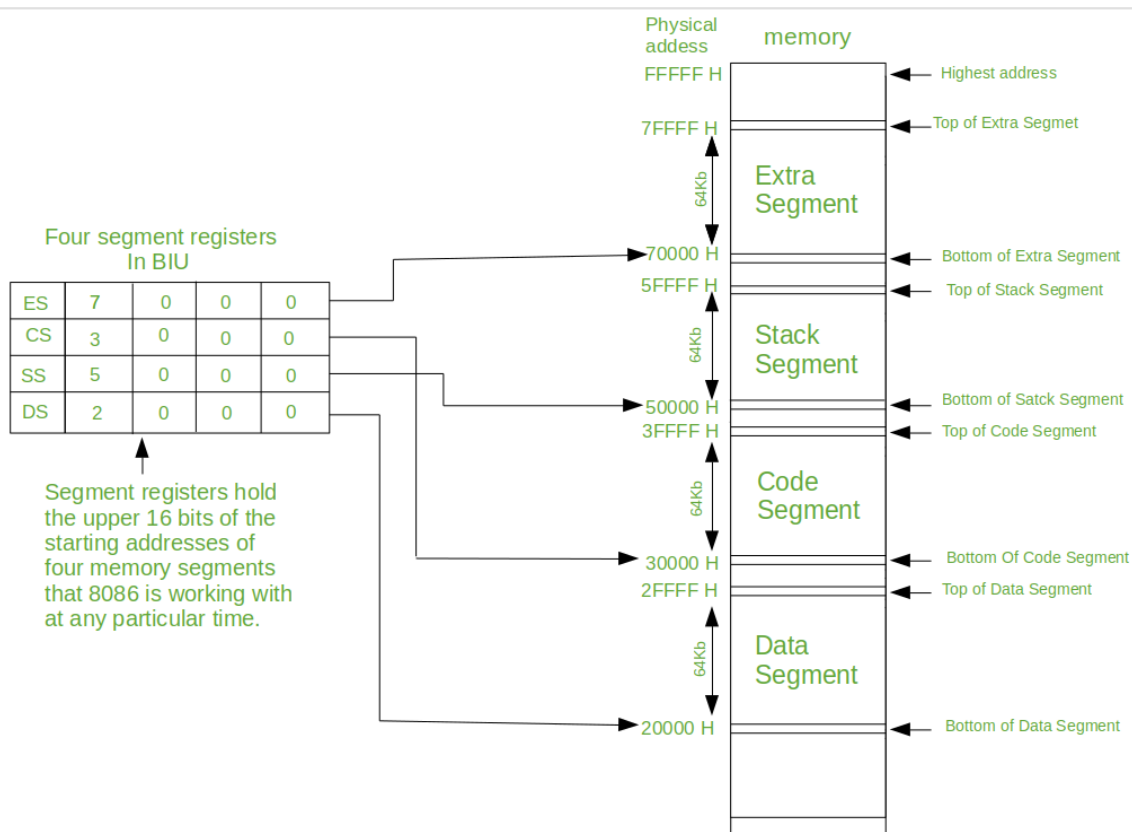 Physical
addess
memory
FFFFF H
Highest address
7FFFF H
Top of Extra Segmet
64Kb
Extra
Segment
Four segment registers
In BIU
70000 H
Bottom of Extra Segment
5FFFF H
Top of Stack Segment
ES 7 0 0 0
CS 3 0 0 0
SS 5 0 0 0
DS 2 0 0 0
64Kb
Stack
Segment
50000 H
Bottom of Satck Segment
3FFFF H
Top of Code Segment
Segment registers hold
the upper 16 bits of the
starting addresses of
four memory segments
that 8086 is working with
at any particular time.
64Kb
Code
Segment
30000 H
Bottom Of Code Segment
2FFFF H
Top of Data Segment
64Kb
Data
Segment
20000 H
Bottom of Data Segment